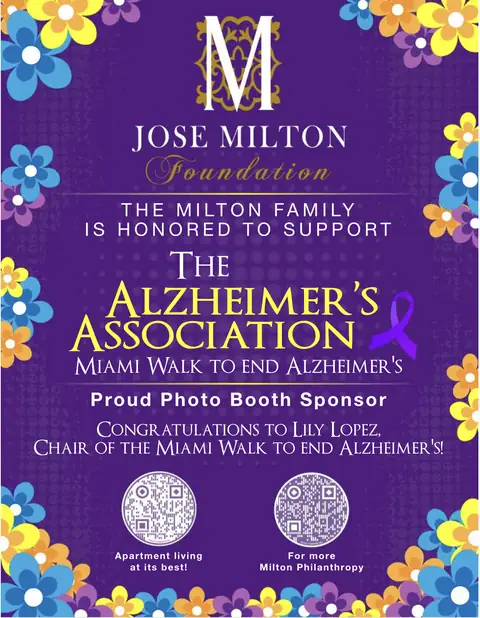 M
JOSE MILTON
Foundation
THE MILTON FAMILY
IS HONORED TO SUPPORT
THE
ALZHEIMER'S
ASSOCIATION
MIAMI WALK TO END ALZHEIMER'S
Proud Photo Booth Sponsor
CONGRATULATIONS TO LILY LOPEZ,
CHAIR OF THE MIAMI WALK TO END ALZHEIMER'S!
Apartment living
at its best!
For more
Milton Philanthropy